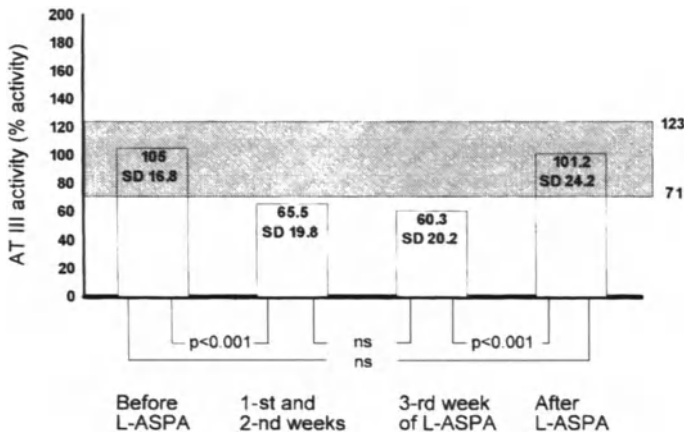 AT III activity (% activity)
200
180
160
140
120
100
80
60
40
20
0
123
71
105
SD 16.8
65.5
SD 19.8
60.3
SD 20.2
101.2
SD 24.2
p<0.001
ns
p<0.001
ns
Before
L-ASPA
1-st and
2-nd weeks
3-rd week
of L-ASPA
After
L-ASPA